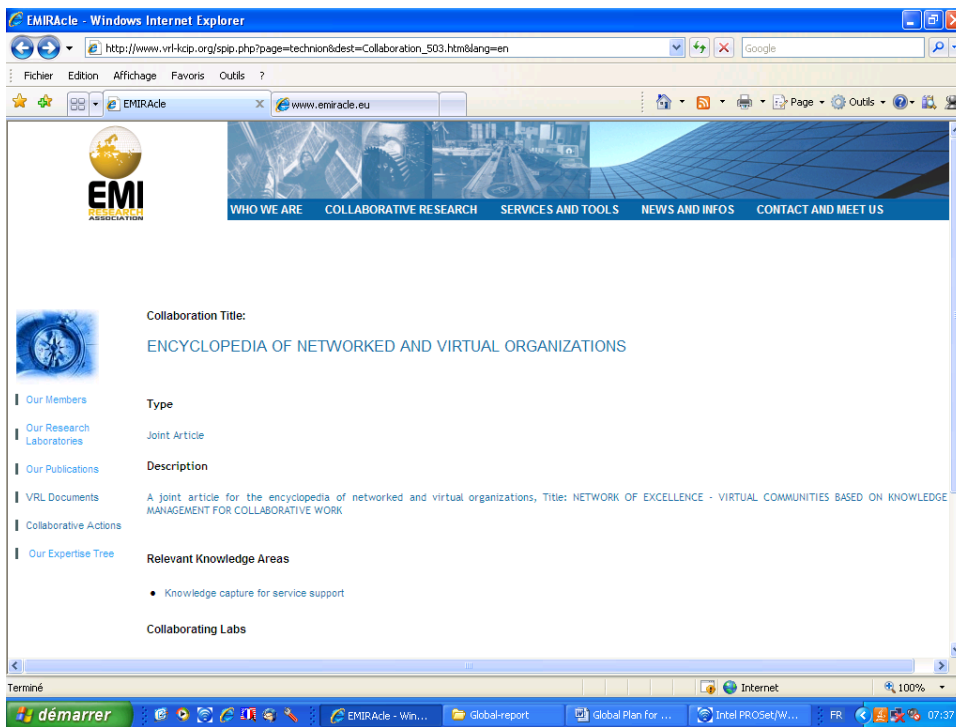 EMIRAcle - Windows Internet Explorer
http://www.vrl-kcip.org/spip.php?page=technion&dest=Collaboration_503.htm&lang=en
Google
Fichier Edition Affichage Favoris Outils ?
EMIRAcle
www.emiracle.eu
Page Outils
EMI
RESEARCH
ASSOCIATION
WHO WE ARE COLLABORATIVE RESEARCH SERVICES AND TOOLS NEWS AND INFOS CONTACT AND MEET US
Collaboration Title:
ENCYCLOPEDIA OF NETWORKED AND VIRTUAL ORGANIZATIONS
Our Members
Our Research
Laboratories
Our Publications
VRL Documents
Collaborative Actions
Our Expertise Tree
Type
Joint Article
Description
A joint article for the encyclopedia of networked and virtual organizations, Title: NETWORK OF EXCELLENCE - VIRTUAL COMMUNITIES BASED ON KNOWLEDGE
MANAGEMENT FOR COLLABORATIVE WORK
Relevant Knowledge Areas
Knowledge capture for service support
Collaborating Labs
Terminé
Internet
100%
démarrer
EMIRAcle - Win...
Global-report
Global Plan for ...
Intel PROSet/W...
FR
07:37